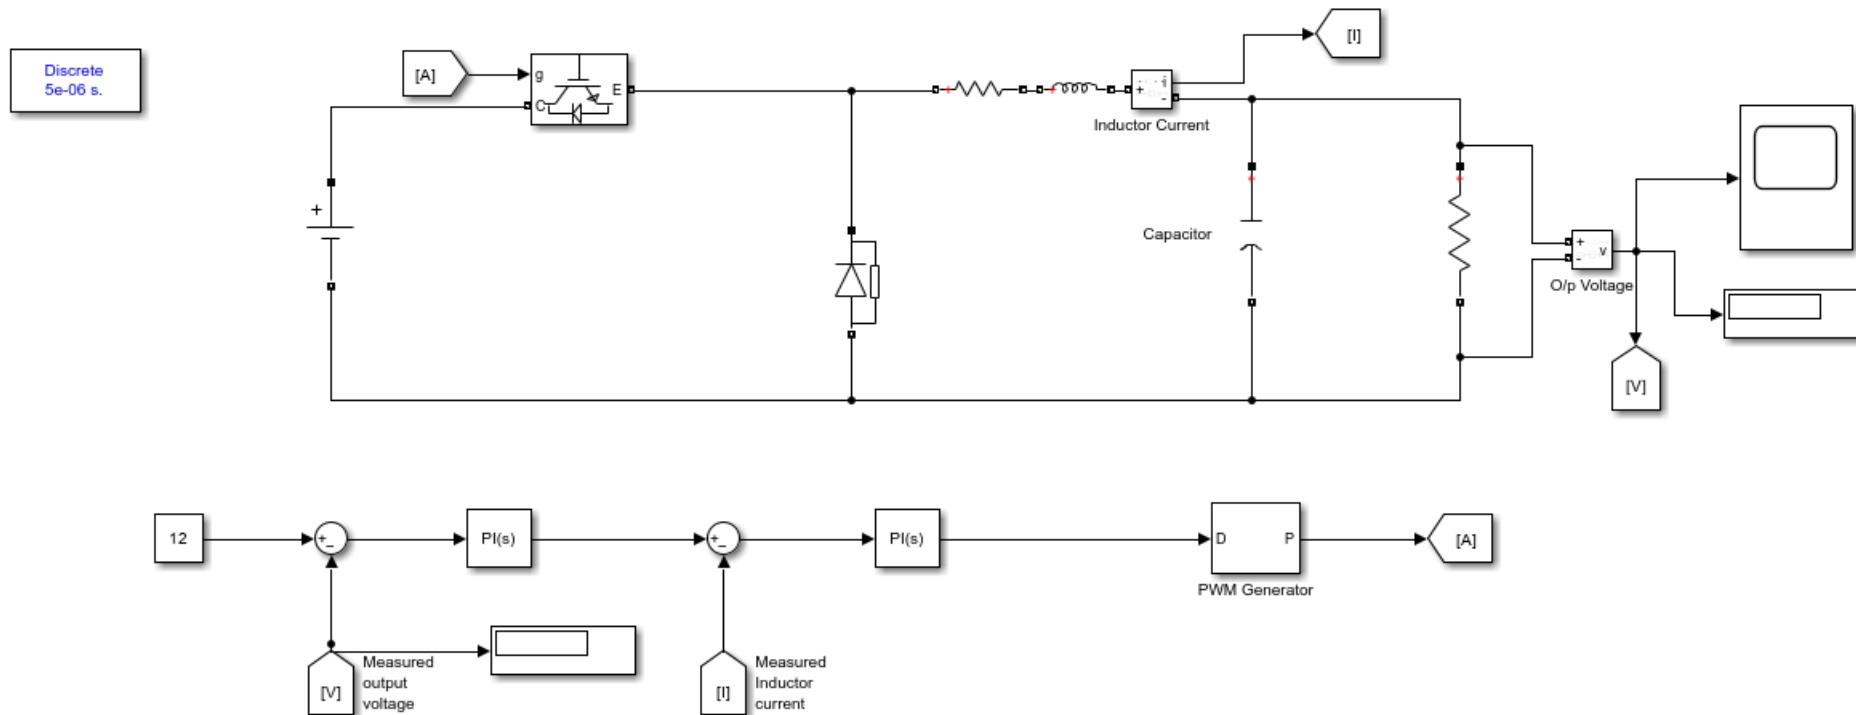 Discrete
5e-06 s.
[A]
g
C
E
+
[I]
+
i
-
Inductor Current
Capacitor
+
-
v
O/p Voltage
[V]
12
+
-
PI(s)
+
-
PI(s)
D
P
PWM Generator
[A]
[V]
Measured
output
voltage
[I]
Measured
Inductor
current